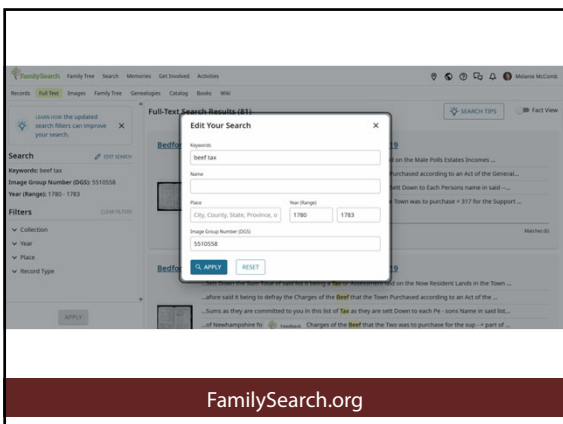 FamilySearch Family Tree Search Memories Get Involved Activities
Melanie McComb
Records Full Text Images Family Tree Genealogies Catalog Books Wiki
LEARN HOW the updated
search filters can improve
your search.
Search
EDIT SEARCH
Keywords: beef tax
Image Group Number (DGS): 5510558
Year (Range): 1780 - 1783
Filters
CLEAR FILTERS
Collection
Year
Place
Record Type
APPLY
Full-Text Search Results (81)
SEARCH TIPS
Fact View
Bedfor
19
d on the Male Polls Estates Incomes ...
Purchased according to an Act of the General...
sett Down to Each Persons name in said --...
Town was to purchase + 317 for the Support ...
Matches (6)
Edit Your Search
Keywords
beef tax
Name
Place
Year (Range)
City, County, State, Province, o
1780
1783
Image Group Number (DGS)
5510558
APPLY
RESET
Bedfor
19
...Sett Down the Sum Total of said list it being a Tax or Assessment laid on the Now Resident Lands in the Town ...
...afore said it being to defray the Charges of the Beef that the Town Purchased according to an Act of the ...
...Sums as they are committed to you in this list of Tax as they are sett Down to each Pe - sons Name in said list,...
...of Newhampshire fo
Feedback
Charges of the Beef that the Two was to purchase for the sup - + part of ...
FamilySearch.org